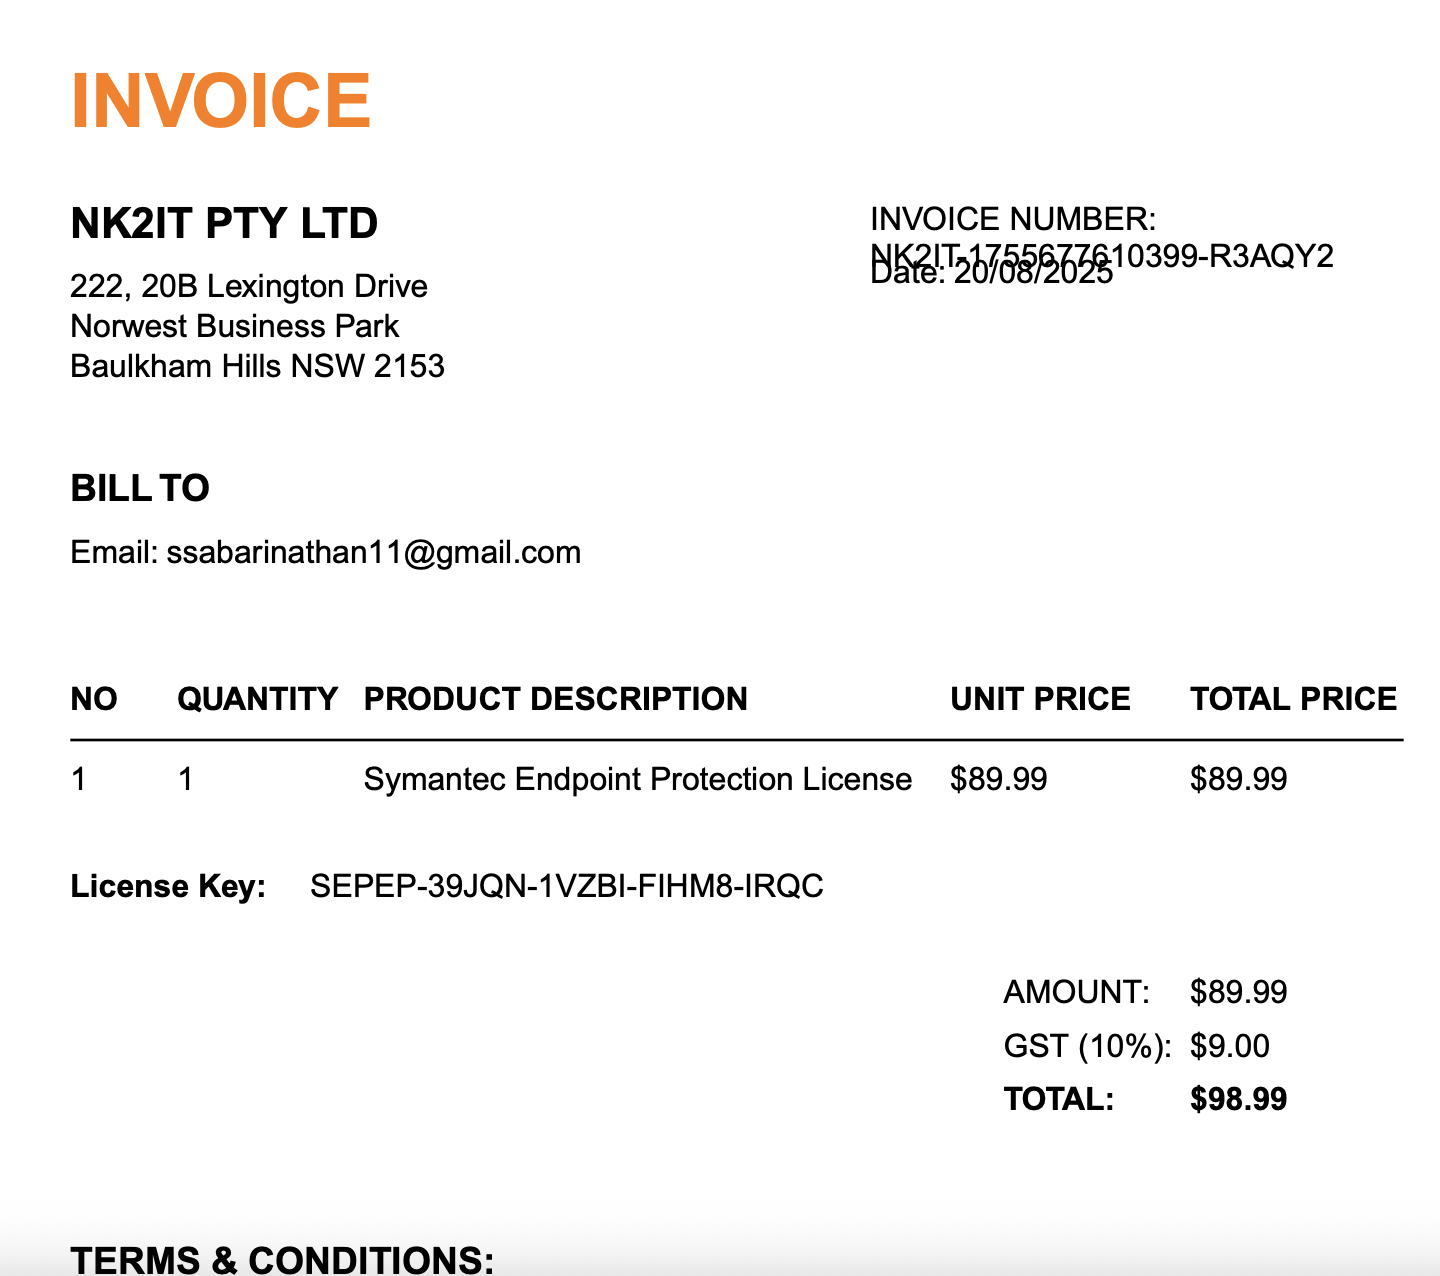 INVOICE
NK2IT PTY LTD
222, 20B Lexington Drive
Norwest Business Park
Baulkham Hills NSW 2153
INVOICE NUMBER:
NK2IT-1755677610399-R3AQY2
Date: 20/08/2025
BILL TO
Email: ssabarinathan11@gmail.com
NO QUANTITY PRODUCT DESCRIPTION UNIT PRICE TOTAL PRICE
1 1 Symantec Endpoint Protection License $89.99 $89.99
License Key: SEPEP-39JQN-1VZBI-FIHM8-IRQC
AMOUNT: $89.99
GST (10%): $9.00
TOTAL: $98.99
TERMS & CONDITIONS: